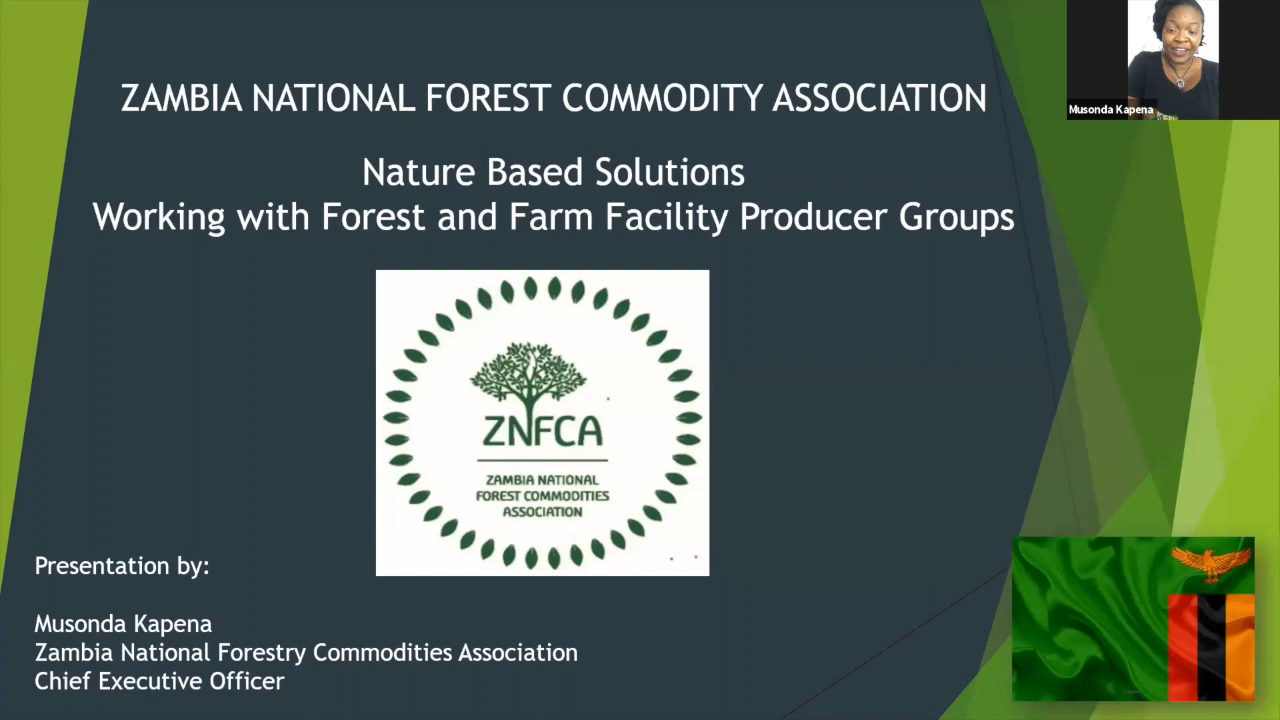 ZAMBIA NATIONAL FOREST COMMODITY ASSOCIATION
Nature Based Solutions
Working with Forest and Farm Facility Producer Groups
Musonda Kapena
ZNFCA
ZAMBIA NATIONAL
FOREST COMMODITIES
ASSOCIATION
Presentation by:
Musonda Kapena
Zambia National Forestry Commodities Association
Chief Executive Officer